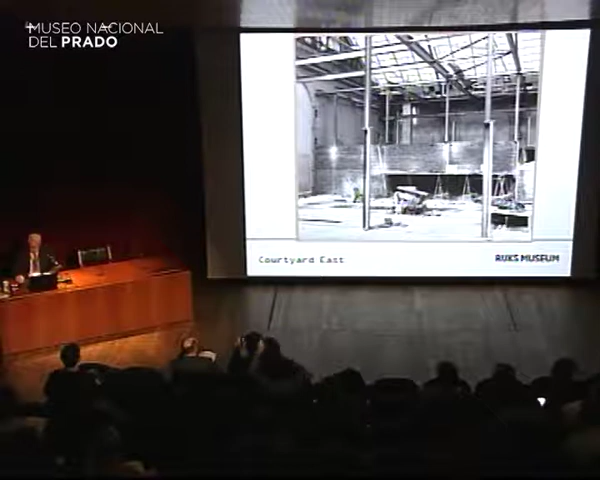 MUSEO NACIONAL
DEL PRADO
Courtyard East
RIJKS MUSEUM